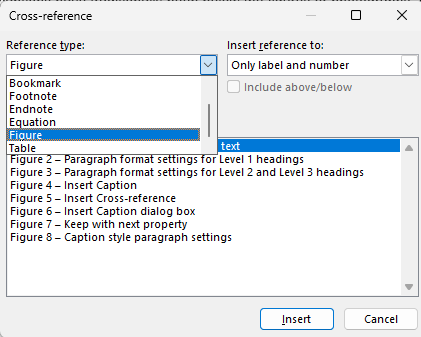 Cross-reference
Reference type:
Insert reference to:
Figure
Only label and number
Include above/below
Bookmark
Footnote
Endnote
Equation
Figure
Table
text
Figure 2 – Paragraph format settings for Level 1 headings
Figure 3 – Paragraph format settings for Level 2 and Level 3 headings
Figure 4 – Insert Caption
Figure 5 – Insert Cross-reference
Figure 6 – Insert Caption dialog box
Figure 7 – Keep with next property
Figure 8 – Caption style paragraph settings
Insert
Cancel